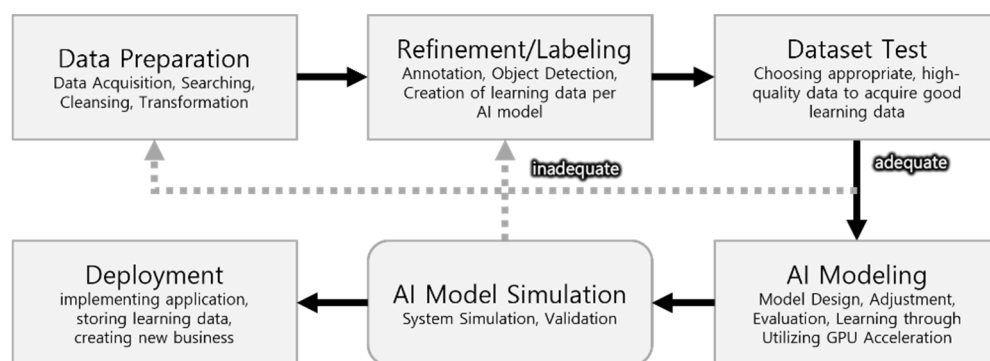 Data Preparation
Data Acquisition, Searching,
Cleansing, Transformation
Refinement/Labeling
Annotation, Object Detection,
Creation of learning data per
AI model
Dataset Test
Choosing appropriate, high-
quality data to acquire good
learning data
inadequate
adequate
Deployment
implementing application,
storing learning data,
creating new business
AI Model Simulation
System Simulation, Validation
AI Modeling
Model Design, Adjustment,
Evaluation, Learning through
Utilizing GPU Acceleration